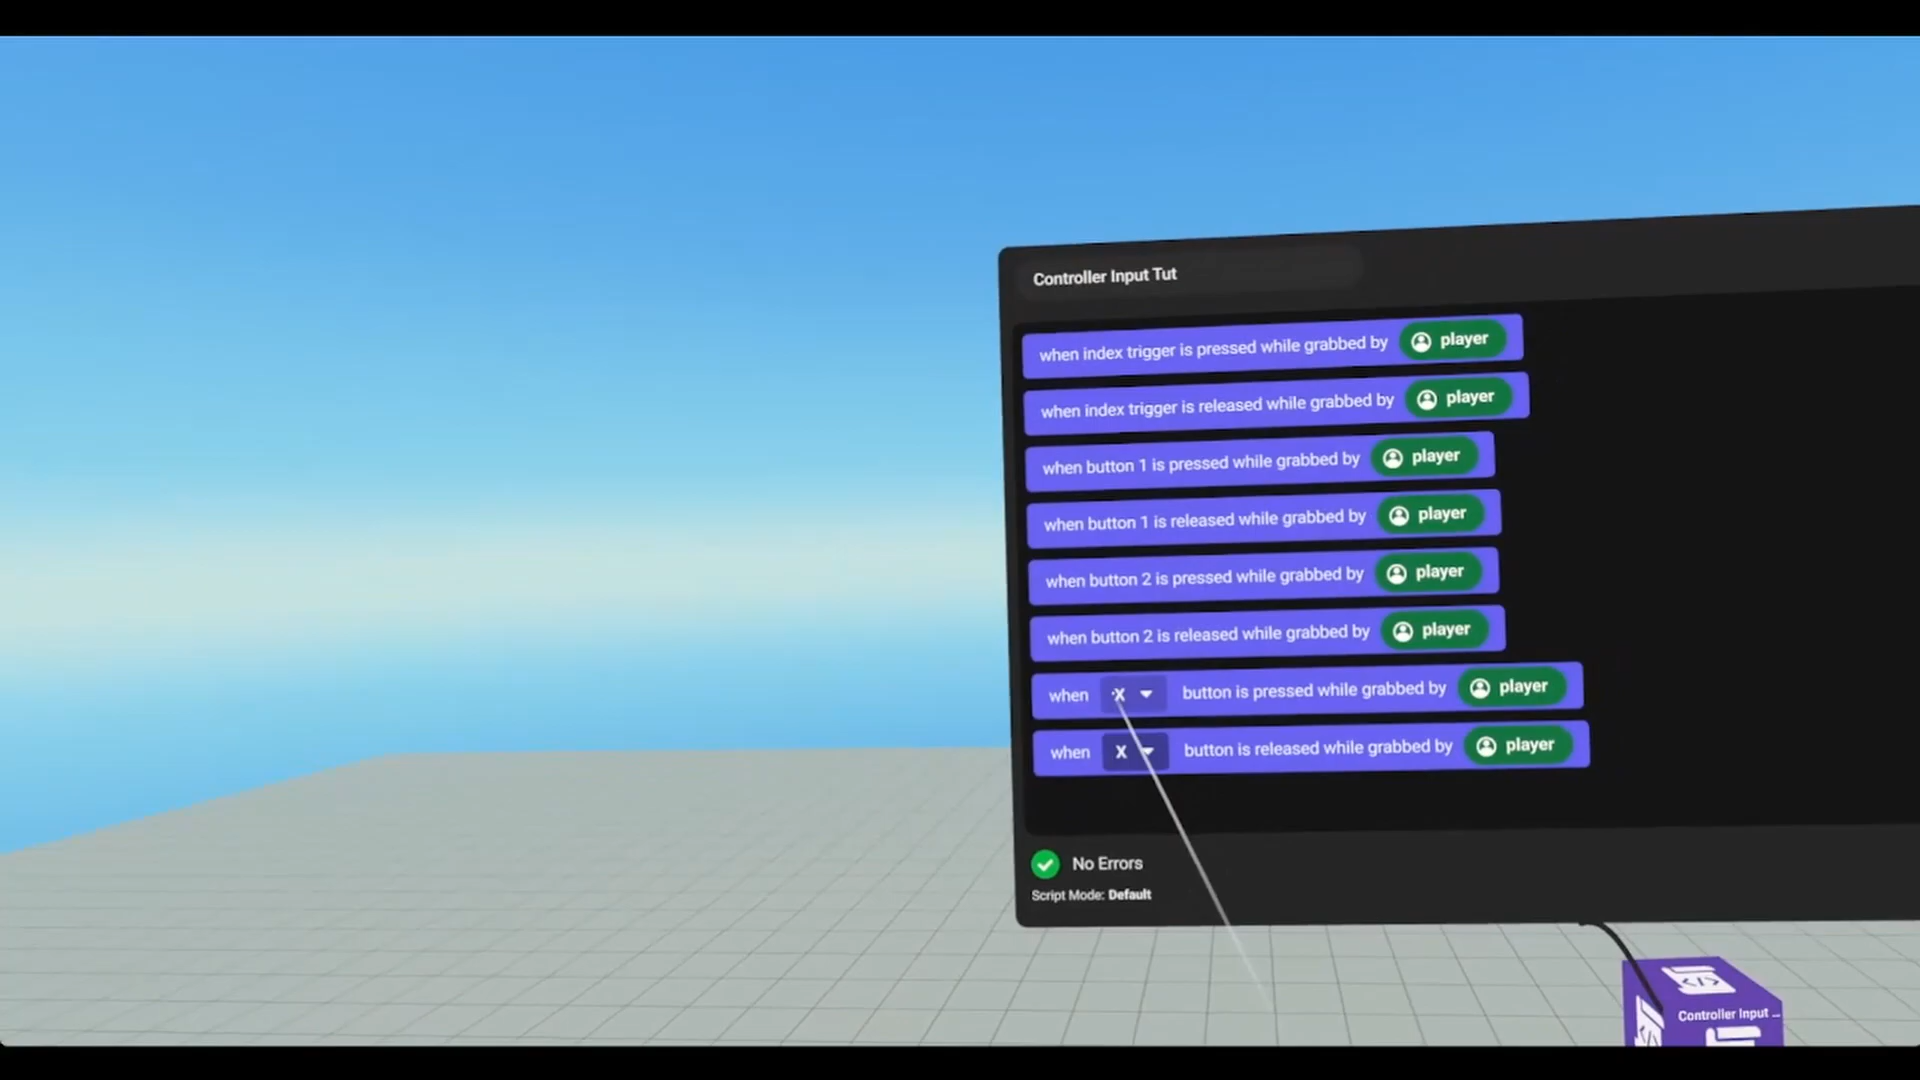 Controller Input Tut
when index trigger is pressed while grabbed by player
when index trigger is released while grabbed by player
when button 1 is pressed while grabbed by player
when button 1 is released while grabbed by player
when button 2 is pressed while grabbed by player
when button 2 is released while grabbed by player
when X button is pressed while grabbed by player
when X button is released while grabbed by player
No Errors
Script Mode: Default
Controller Input ...